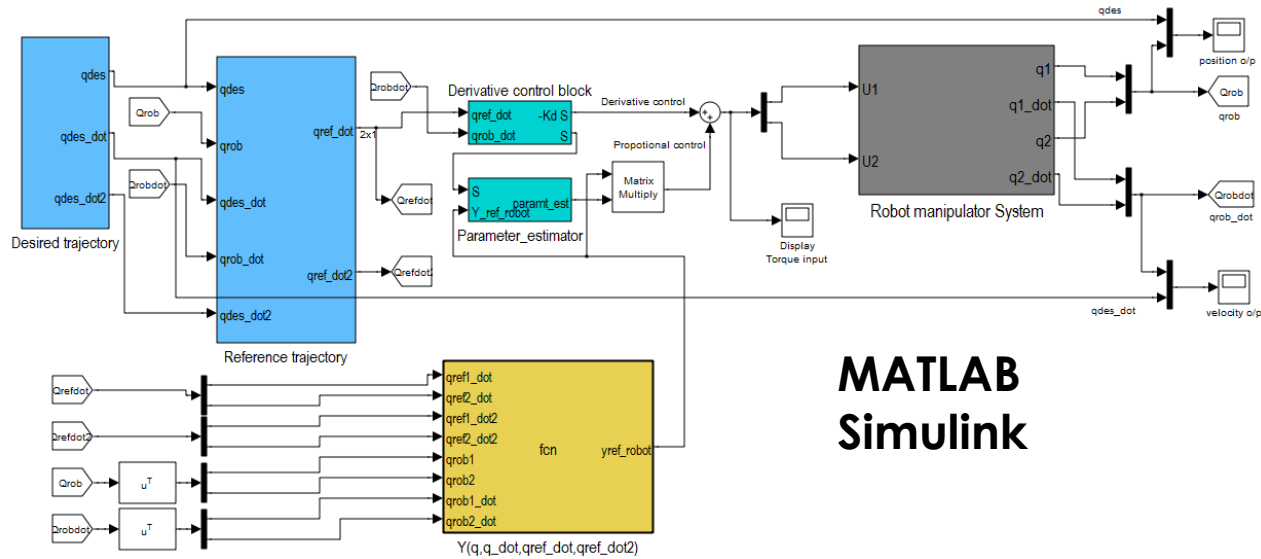 qdes
qdes_dot
qdes_dot2
Desired trajectory
Qrob
Qrobdot
qdes
qrob
qdes_dot
qrob_dot
qdes_dot2
qref_dot
qref_dot2
Reference trajectory
2x1
Qrefdot
Qrefdot2
Qrobdot
Derivative control block
qref_dot
qrob_dot
-Kd S
S
Derivative control
S
Y_ref_robot
paramt_est
Parameter_estimator
Propotional control
Matrix
Multiply
+
+
Display
Torque input
U1
U2
q1
q1_dot
q2
q2_dot
Robot manipulator System
qdes
position o/p
Qrob
qrob
Qrobdot
qrob_dot
qdes_dot
velocity o/p
Qrefdot
Qrefdot2
Qrob
uT
Qrobdot
uT
qref1_dot
qref2_dot
qref1_dot2
qref2_dot2
qrob1
qrob2
qrob1_dot
qrob2_dot
fcn
yref_robot
Y(q,q_dot,qref_dot,qref_dot2)
MATLAB
Simulink